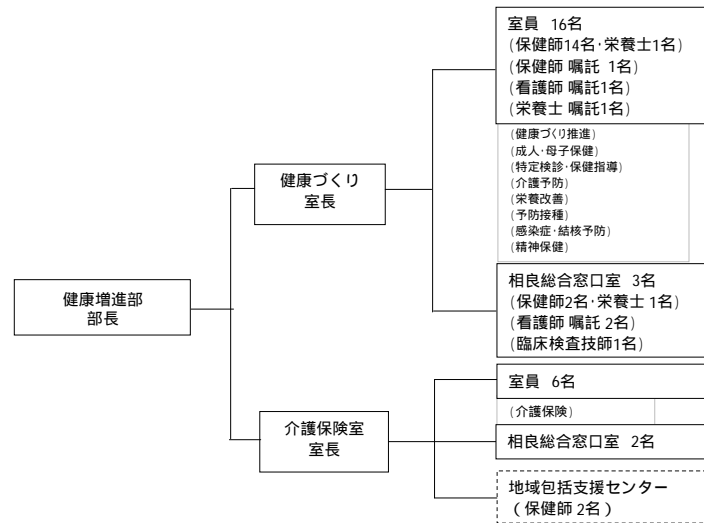 室員 16名
(保健師14名･栄養士1名)
(保健師 嘱託 1名)
(看護師 嘱託1名)
(栄養士 嘱託1名)
(健康づくり推進)
(成人･母子保健)
(特定検診･保健指導)
(介護予防)
(栄養改善)
(予防接種)
(感染症･結核予防)
(精神保健)
健康づくり
室長
相良総合窓口室 3名
(保健師2名･栄養士 1名)
(看護師 嘱託 2名)
(臨床検査技師1名)
健康増進部
部長
室員 6名
(介護保険)
介護保険室
室長
相良総合窓口室 2名
地域包括支援センター
(保健師 2名)